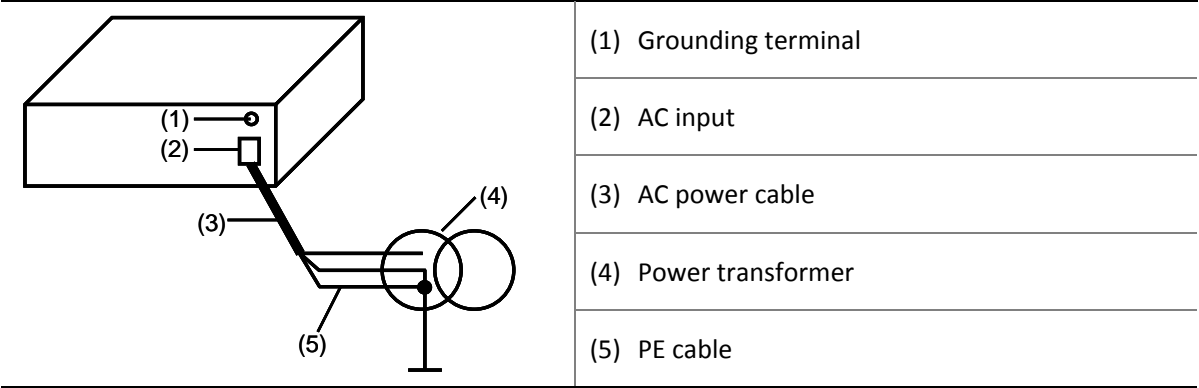 (1)
(2)
(3)
(4)
(5)
(1) Grounding terminal
(2) AC input
(3) AC power cable
(4) Power transformer
(5) PE cable